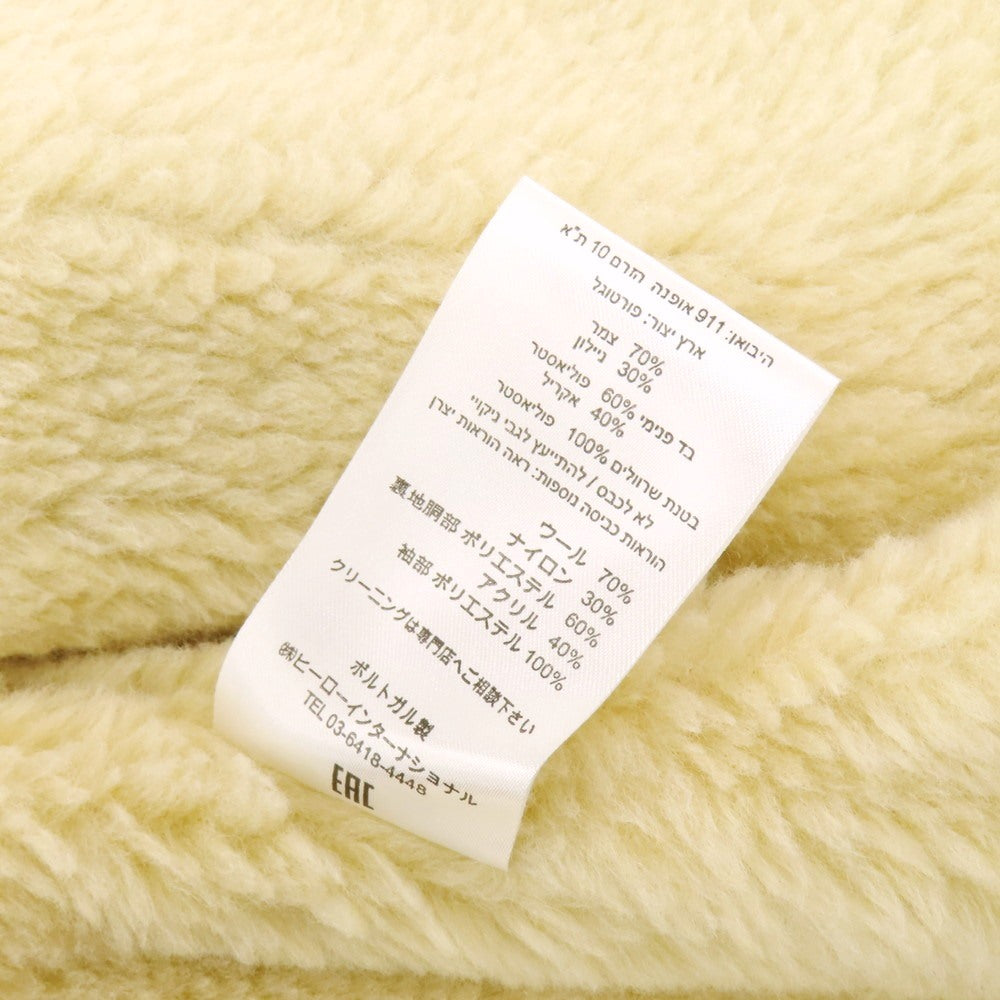 היבואן: 911 אופנה הזרם 10 ת"א
ארץ יצור: פורטוגל
70% צמר
30% ניילון
בד פנימי 60% פוליאסטר
40% אקריל
בטנת שרוולים 100% פוליאסטר
לא לכבס / להתייעץ לגבי ניקויי
הוראות כביסה נוספות: ראה הוראות יצרן
ウール 70%
ナイロン 30%
裏地胴部 ポリエステル 60%
アクリル 40%
袖部 ポリエステル 100%
クリーニングは専門店へご相談下さい
ポルトガル製
㈱ビーローインターナショナル
TEL 03-6418-4448
EAC